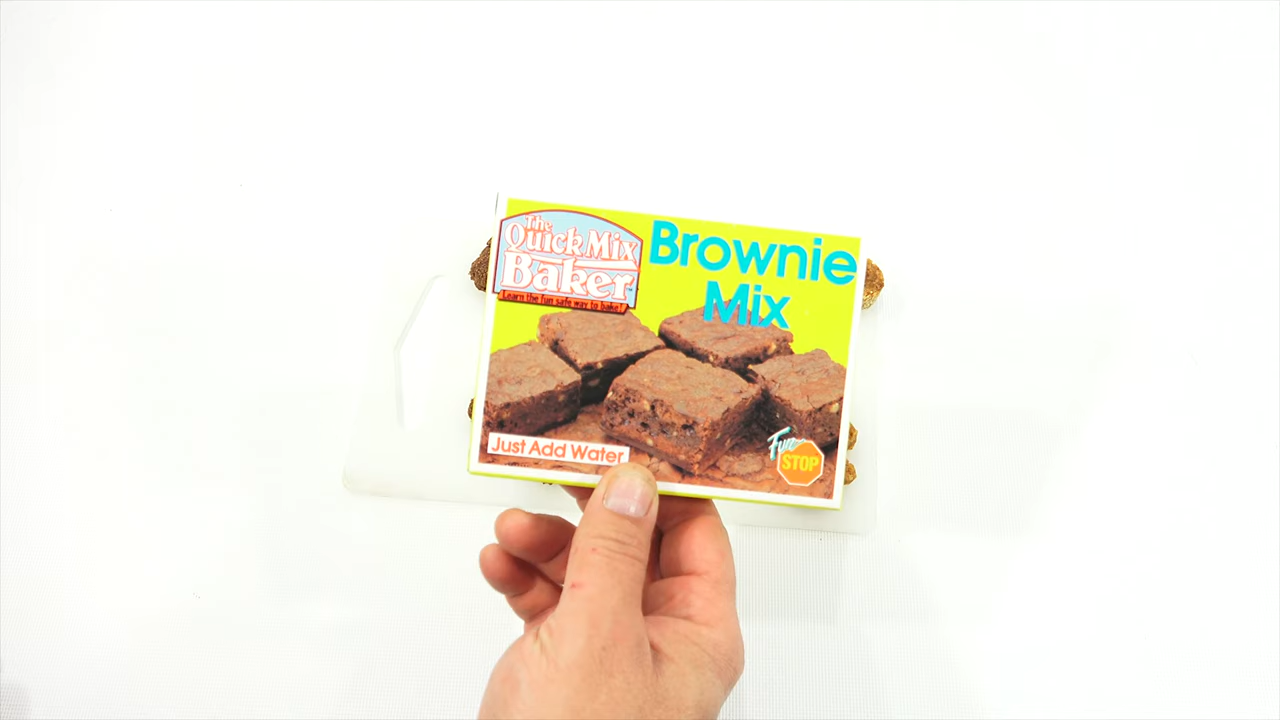 The
Quick Mix
Baker
Learn the fun safe way to bake!
Brownie
Mix
Just Add Water
Fun
STOP